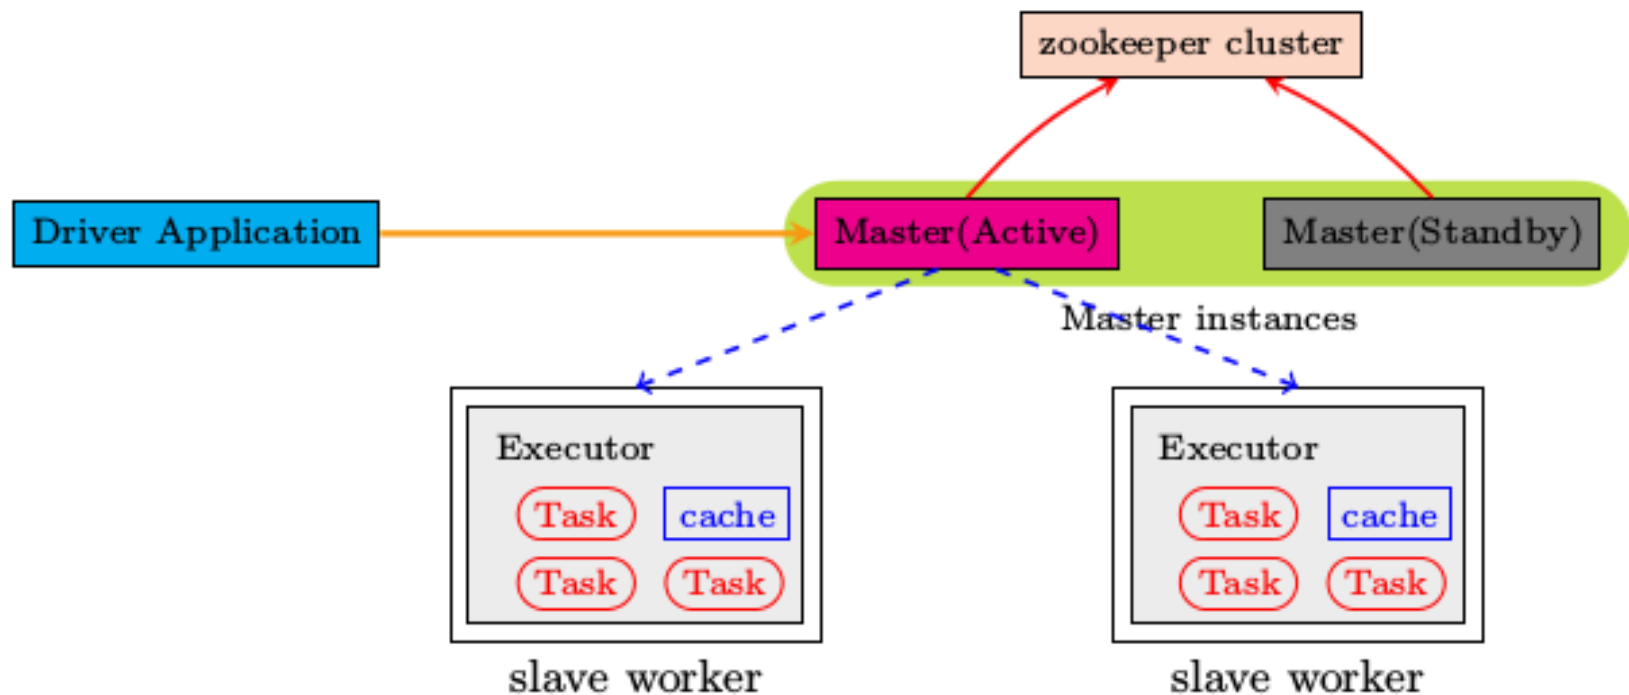 zookeeper cluster
Driver Application
Master(Active)
Master(Standby)
Master instances
Executor
Task
cache
Task
Task
slave worker
Executor
Task
cache
Task
Task
slave worker